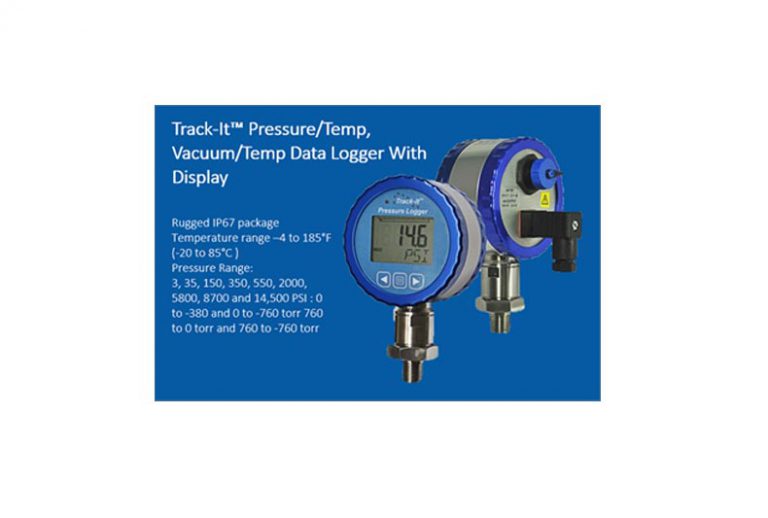 Track-It™ Pressure/Temp,
Vacuum/Temp Data Logger With
Display
Rugged IP67 package
Temperature range –4 to 185°F
(-20 to 85°C )
Pressure Range:
3, 35, 150, 350, 550, 2000,
5800, 8700 and 14,500 PSI : 0
to -380 and 0 to -760 torr 760
to 0 torr and 760 to -760 torr
Track-It™
Pressure Logger
14.6
PSI